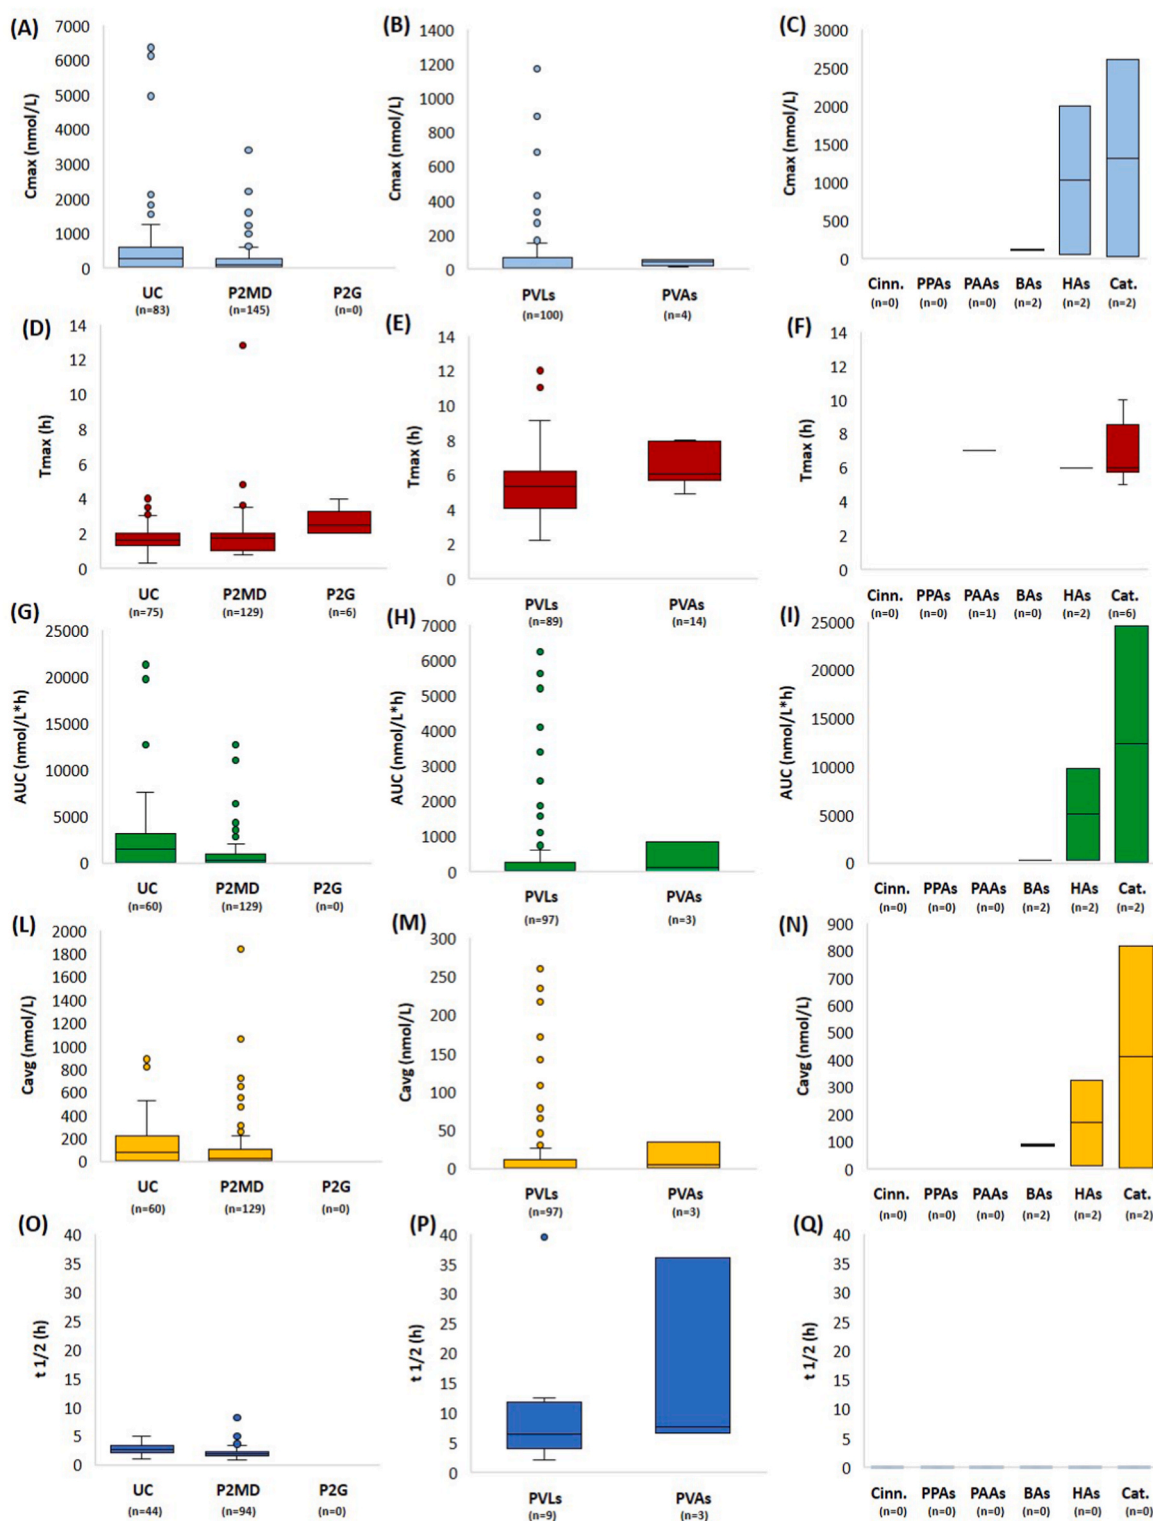 (A)
Cmax (nmol/L)
7000
6000
5000
4000
3000
2000
1000
0
UC P2MD P2G
(n=83) (n=145) (n=0)
(B)
Cmax (nmol/L)
1400
1200
1000
800
600
400
200
0
PVLs PVAs
(n=100) (n=4)
(C)
Cmax (nmol/L)
3000
2500
2000
1500
1000
500
0
Cinn. PPAs PAAs BAs HAs Cat.
(n=0) (n=0) (n=0) (n=2) (n=2) (n=2)
(D)
Tmax (h)
14
12
10
8
6
4
2
0
UC P2MD P2G
(n=75) (n=129) (n=6)
(E)
Tmax (h)
14
12
10
8
6
4
2
0
PVLs PVAs
(n=89) (n=14)
(F)
Tmax (h)
14
12
10
8
6
4
2
0
Cinn. PPAs PAAs BAs HAs Cat.
(n=0) (n=0) (n=1) (n=0) (n=2) (n=6)
(G)
AUC (nmol/L*h)
25000
20000
15000
10000
5000
0
UC P2MD P2G
(n=60) (n=129) (n=0)
(H)
AUC (nmol/L*h)
7000
6000
5000
4000
3000
2000
1000
0
PVLs PVAs
(n=97) (n=3)
(I)
AUC (nmol/L*h)
25000
20000
15000
10000
5000
0
Cinn. PPAs PAAs BAs HAs Cat.
(n=0) (n=0) (n=0) (n=2) (n=2) (n=2)
(L)
Cavg (nmol/L)
2000
1800
1600
1400
1200
1000
800
600
400
200
0
UC P2MD P2G
(n=60) (n=129) (n=0)
(M)
Cavg (nmol/L)
300
250
200
150
100
50
0
PVLs PVAs
(n=97) (n=3)
(N)
Cavg (nmol/L)
900
800
700
600
500
400
300
200
100
0
Cinn. PPAs PAAs BAs HAs Cat.
(n=0) (n=0) (n=0) (n=2) (n=2) (n=2)
(O)
t 1/2 (h)
40
35
30
25
20
15
10
5
0
UC P2MD P2G
(n=44) (n=94) (n=0)
(P)
t 1/2 (h)
40
35
30
25
20
15
10
5
0
PVLs PVAs
(n=9) (n=3)
(Q)
t 1/2 (h)
40
35
30
25
20
15
10
5
0
Cinn. PPAs PAAs BAs HAs Cat.
(n=0) (n=0) (n=0) (n=0) (n=0) (n=0)